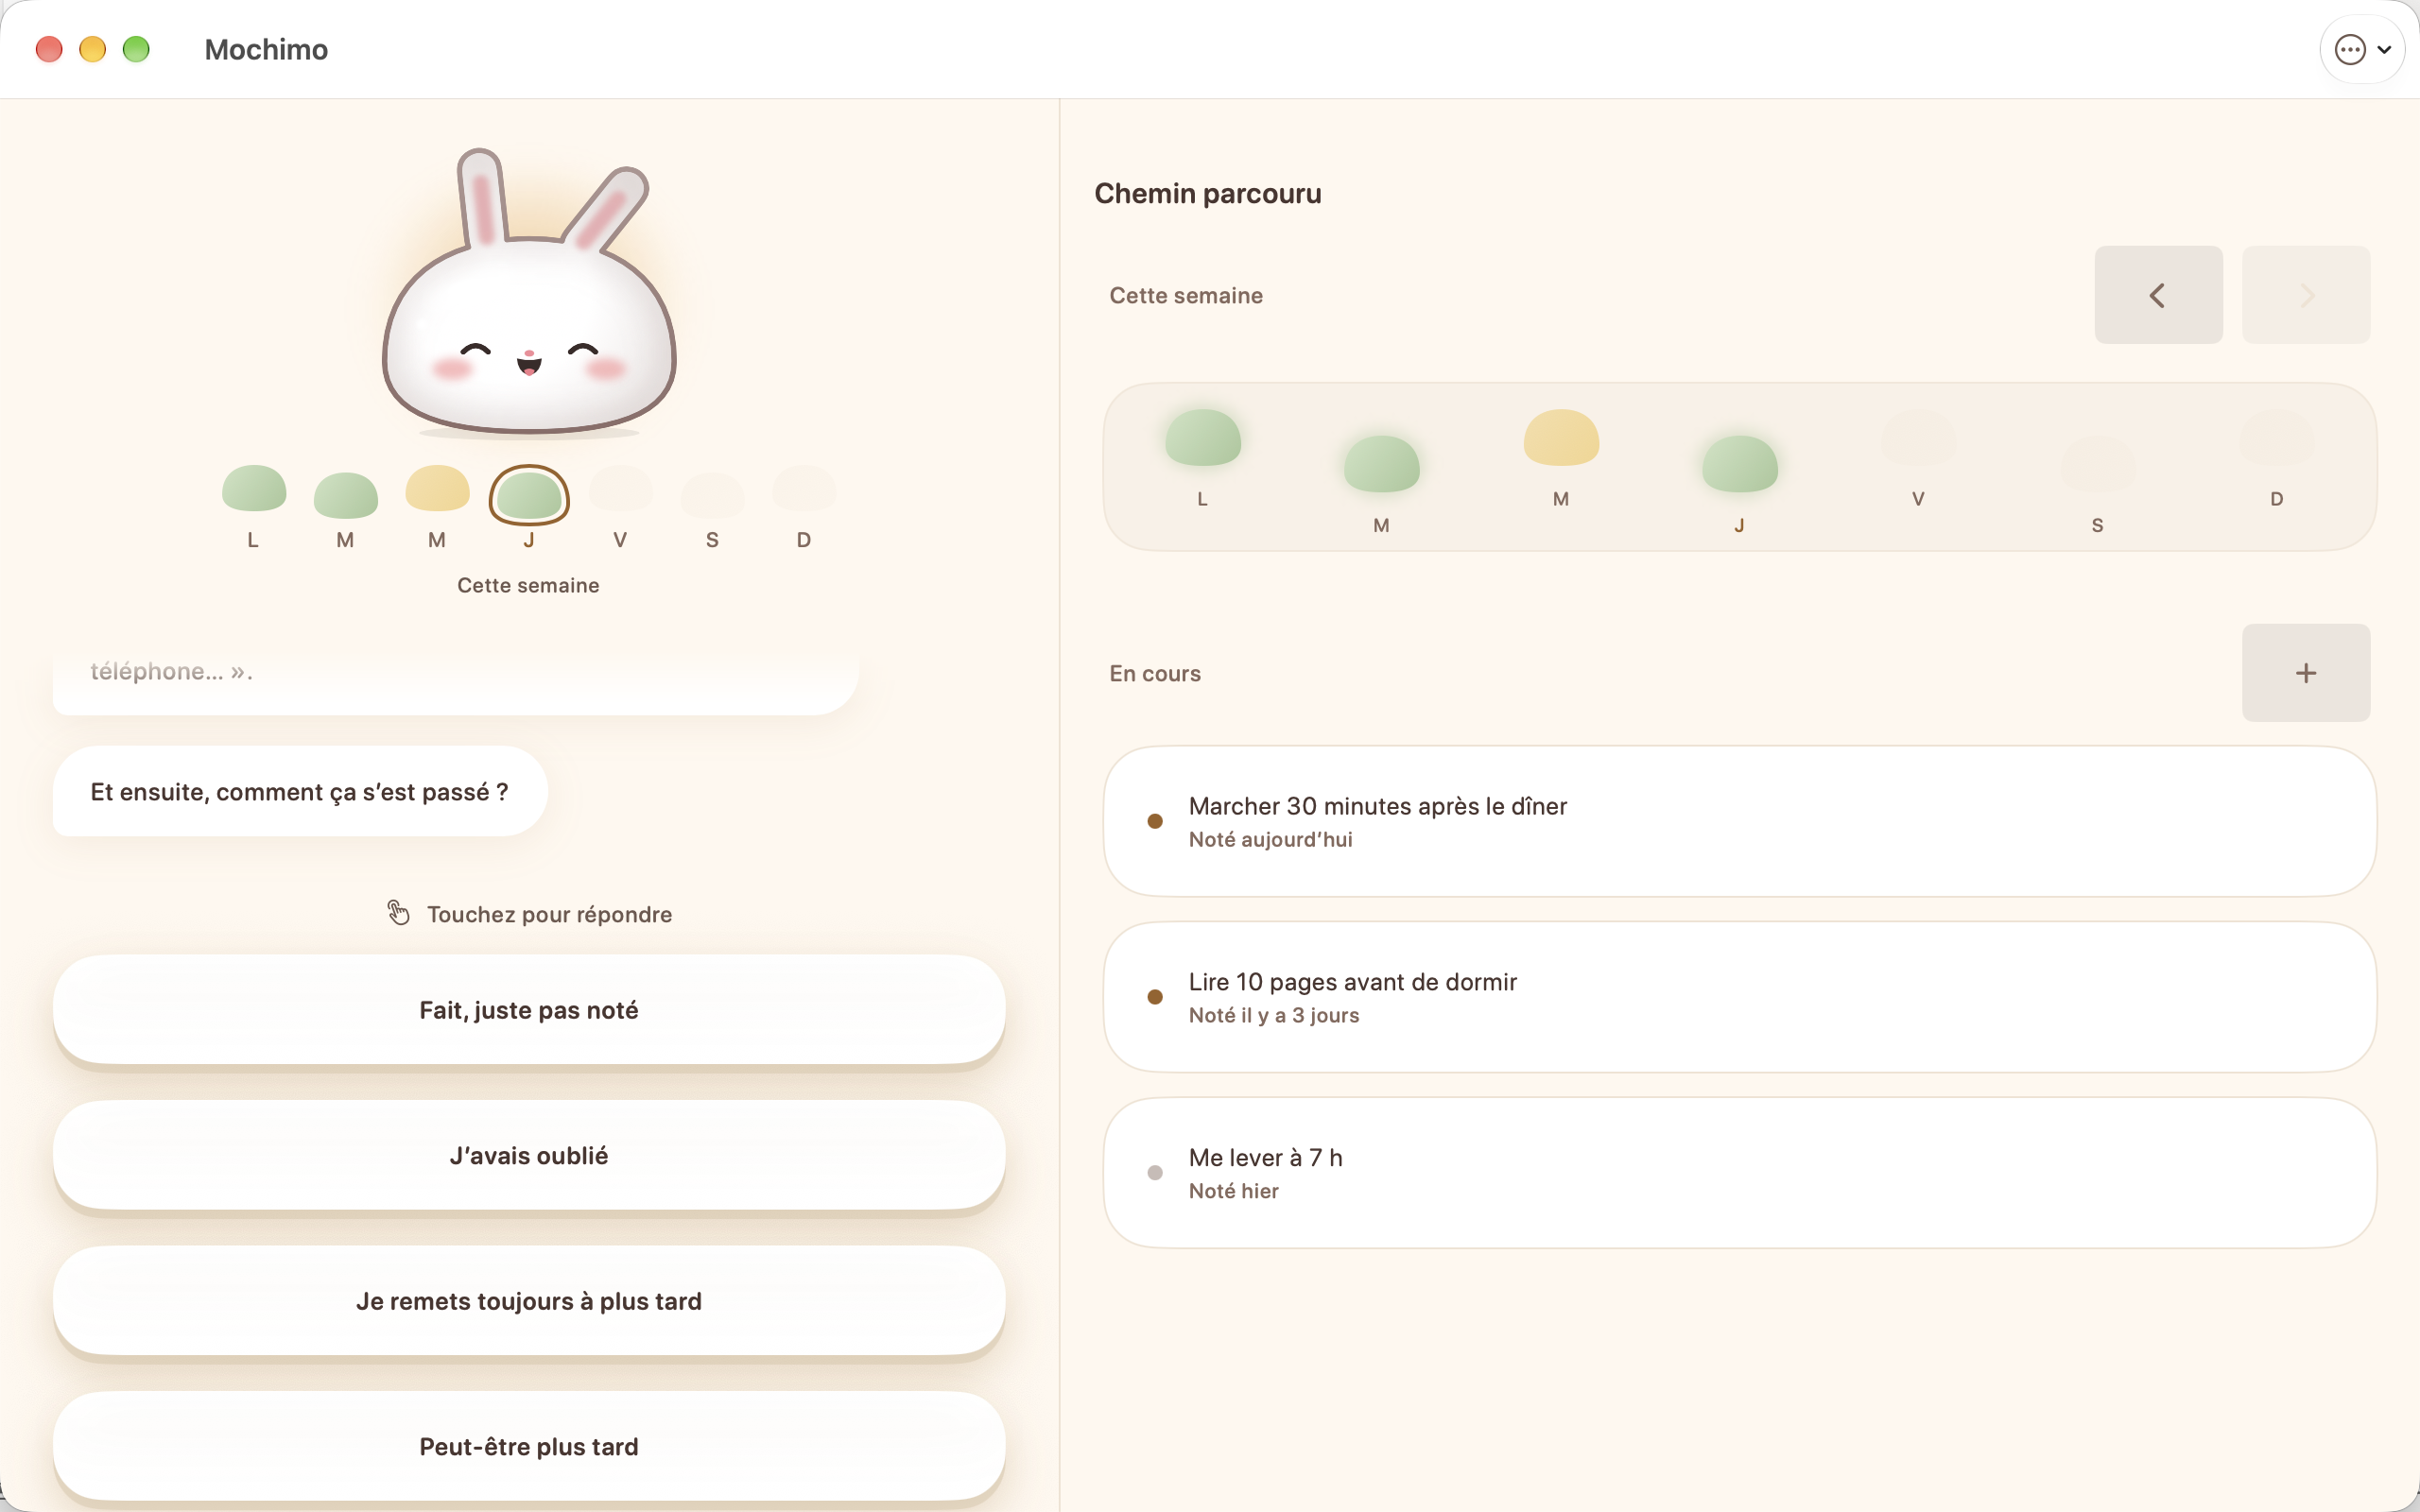 Mochimo
L M M J V S D
Cette semaine
téléphone… ».
Et ensuite, comment ça s’est passé ?
Touchez pour répondre
Fait, juste pas noté
J’avais oublié
Je remets toujours à plus tard
Peut-être plus tard
Chemin parcouru
Cette semaine
L M M J V S D
En cours
Marcher 30 minutes après le dîner
Noté aujourd’hui
Lire 10 pages avant de dormir
Noté il y a 3 jours
Me lever à 7 h
Noté hier